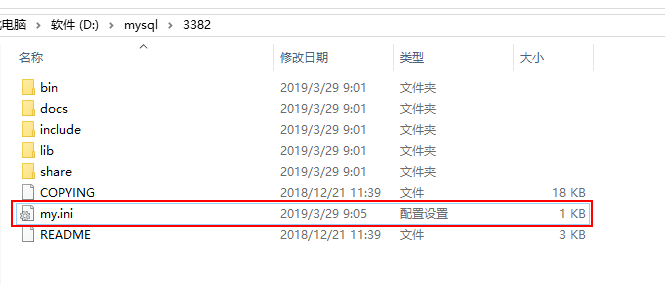 电脑 > 软件 (D:) > mysql > 3382
名称 修改日期 类型 大小
bin 2019/3/29 9:01 文件夹
docs 2019/3/29 9:01 文件夹
include 2019/3/29 9:01 文件夹
lib 2019/3/29 9:01 文件夹
share 2019/3/29 9:01 文件夹
COPYING 2018/12/21 11:39 文件 18 KB
my.ini 2019/3/29 9:05 配置设置 1 KB
README 2018/12/21 11:39 文件 3 KB